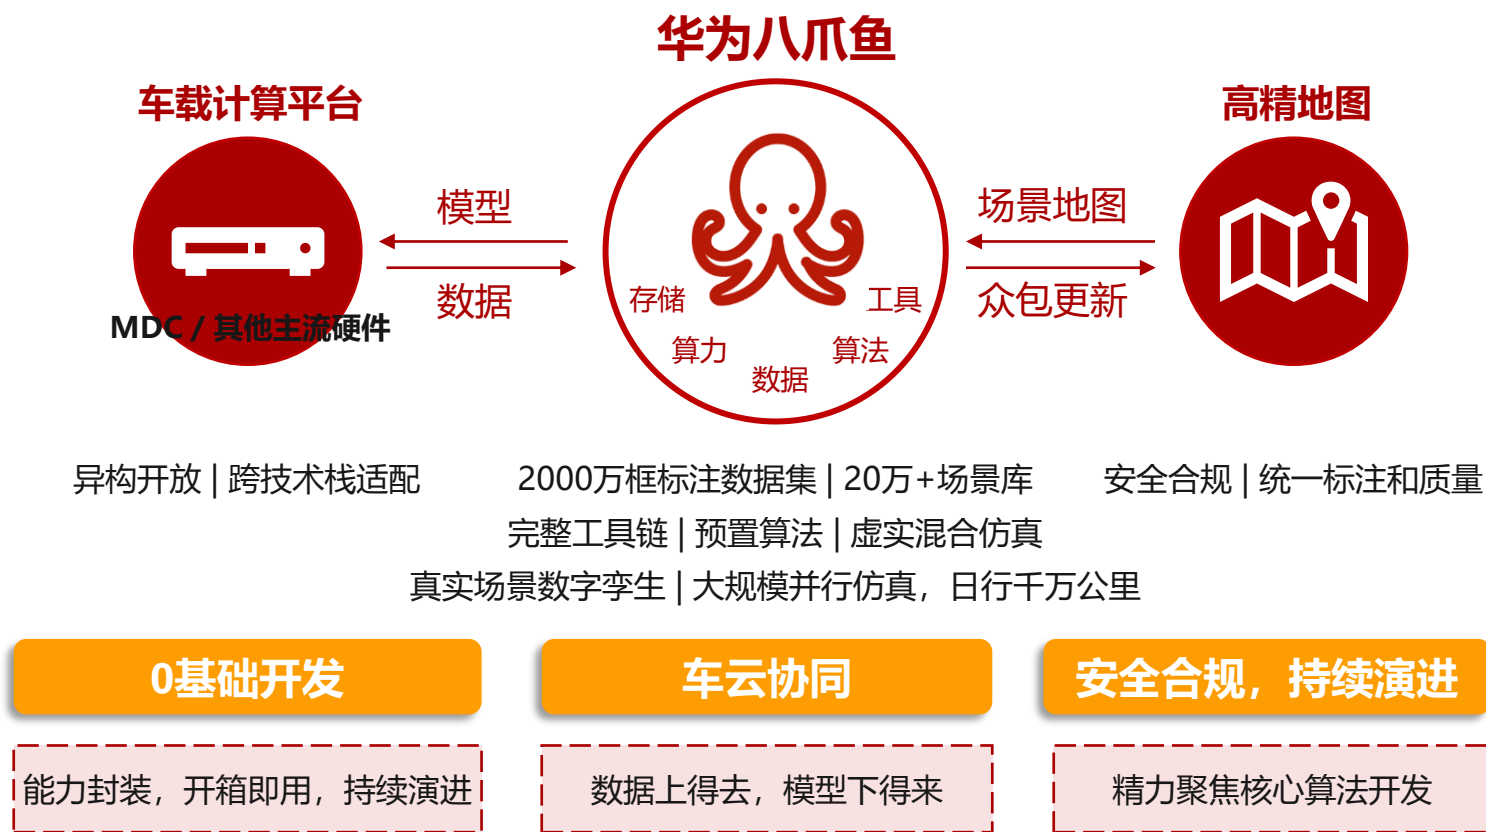 华为八爪鱼
车载计算平台
高精地图
模型
数据
场景地图
众包更新
MDC / 其他主流硬件
存储
工具
算力
算法
数据
异构开放 | 跨技术栈适配
2000万框标注数据集 | 20万+场景库
安全合规 | 统一标注和质量
完整工具链 | 预置算法 | 虚实混合仿真
真实场景数字孪生 | 大规模并行仿真，日行千万公里
0基础开发
车云协同
安全合规，持续演进
能力封装，开箱即用，持续演进
数据上得去，模型下得来
精力聚焦核心算法开发